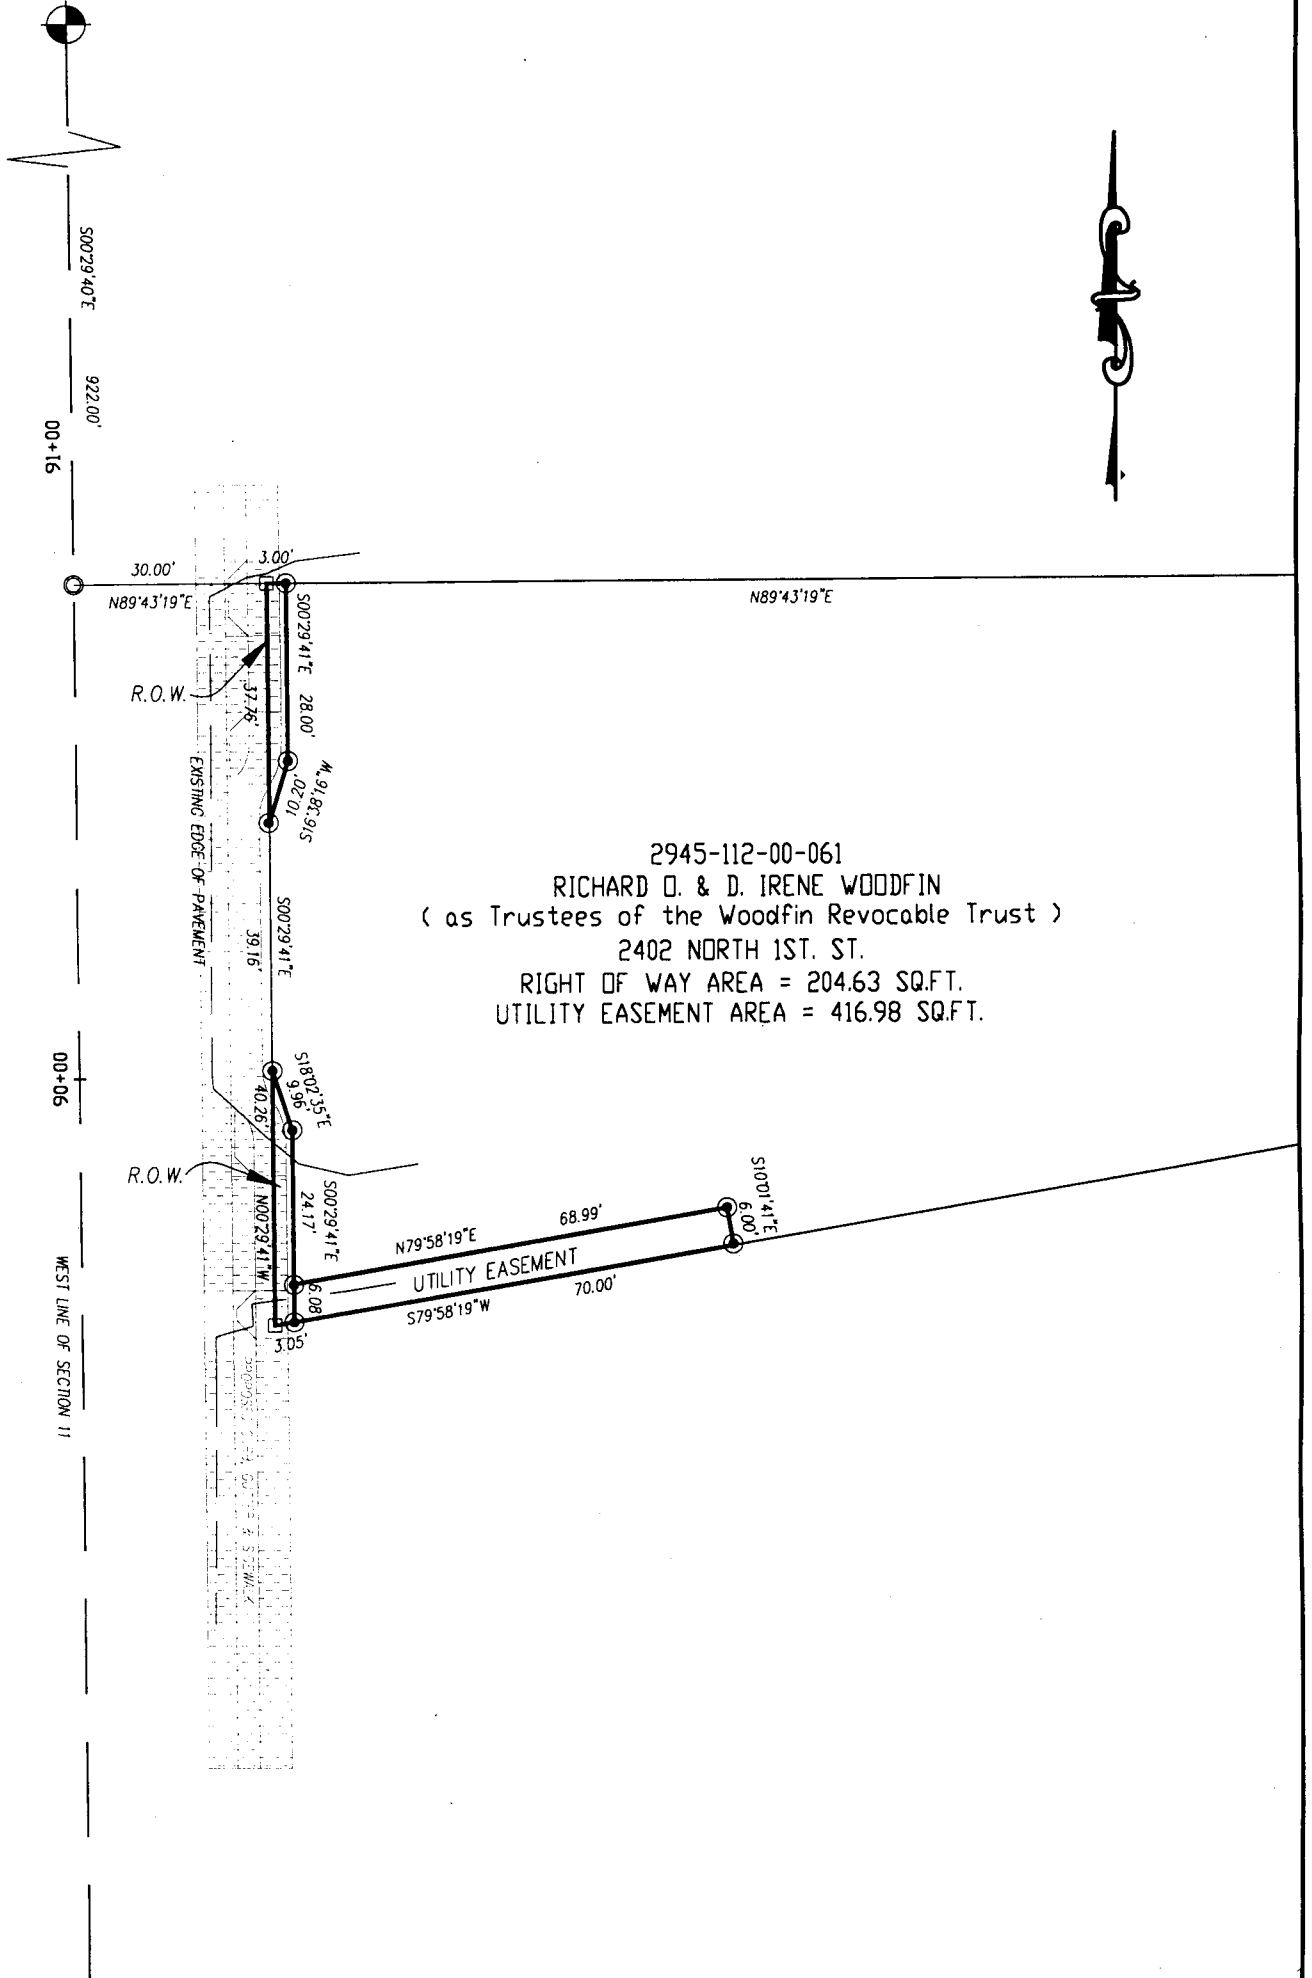 S00°29'40"E 922.00'
91+00
30.00'
N89°43'19"E
3.00'
N89°43'19"E
S00°29'41"E 28.00'
R.O.W.
37.76'
S16°38'16"W
10.20'
EXISTING EDGE OF PAVEMENT
S00°29'41"E
39.16'
2945-112-00-061
RICHARD O. & D. IRENE WOODFIN
( as Trustees of the Woodfin Revocable Trust )
2402 NORTH 1ST. ST.
RIGHT OF WAY AREA = 204.63 SQ.FT.
UTILITY EASEMENT AREA = 416.98 SQ.FT.
90+00
S18°02'35"E
9.96'
40.26'
R.O.W.
N00°29'41"W
S00°29'41"E
24.17'
S10°01'41"E
6.00'
N79°58'19"E 68.99'
UTILITY EASEMENT
6.08'
S79°58'19"W 70.00'
3.05'
WEST LINE OF SECTION 11
& SIDEWALK